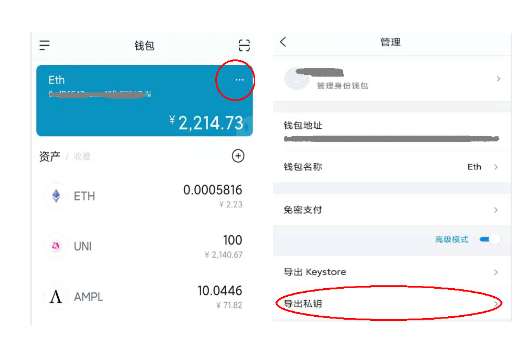 钱包
Eth
···
¥2,214.73
资产 / 收藏
ETH
0.0005816
¥ 2.23
UNI
100
¥ 2,140.67
AMPL
10.0446
¥ 71.82
管理
管理身份钱包
钱包地址
钱包名称
Eth
免密支付
高级模式
导出 Keystore
导出私钥